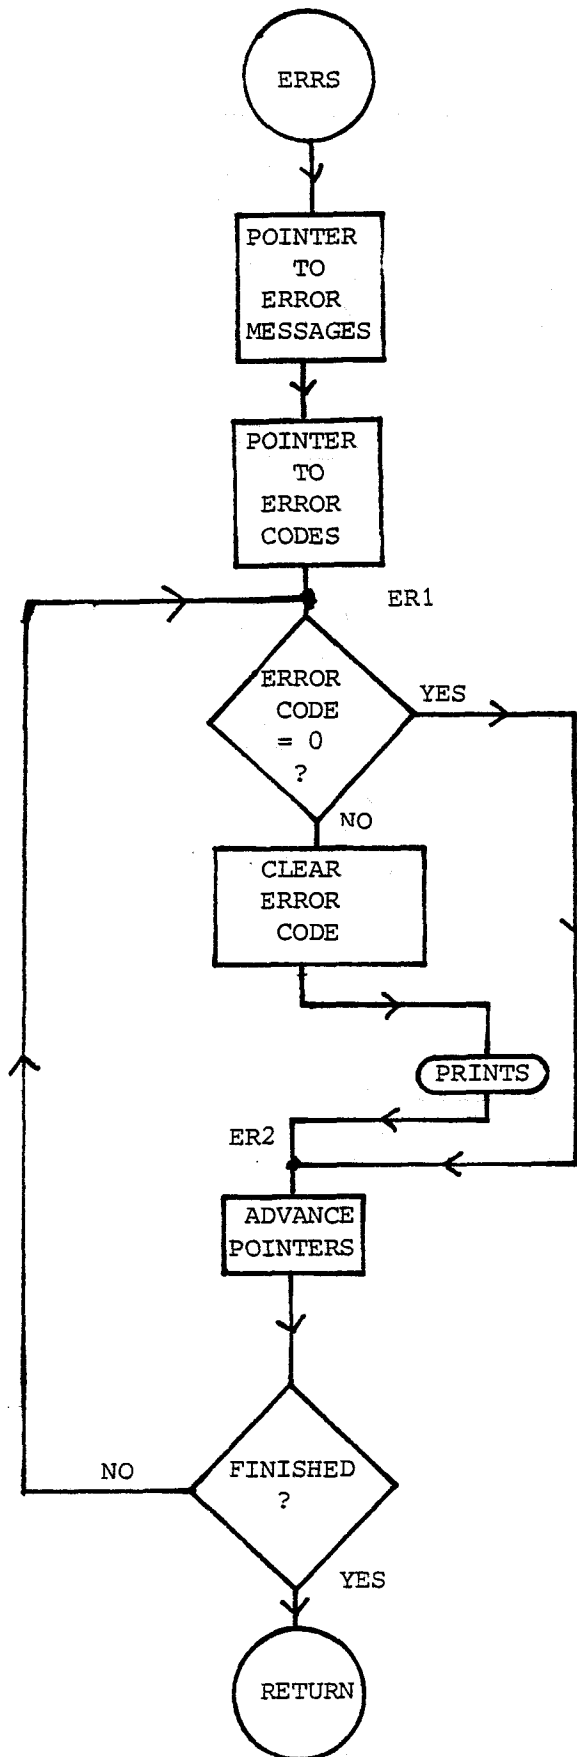 ERRS
POINTER
TO
ERROR
MESSAGES
POINTER
TO
ERROR
CODES
ER1
ERROR
CODE
= 0
?
YES
NO
CLEAR
ERROR
CODE
PRINTS
ER2
ADVANCE
POINTERS
FINISHED
?
NO
YES
RETURN